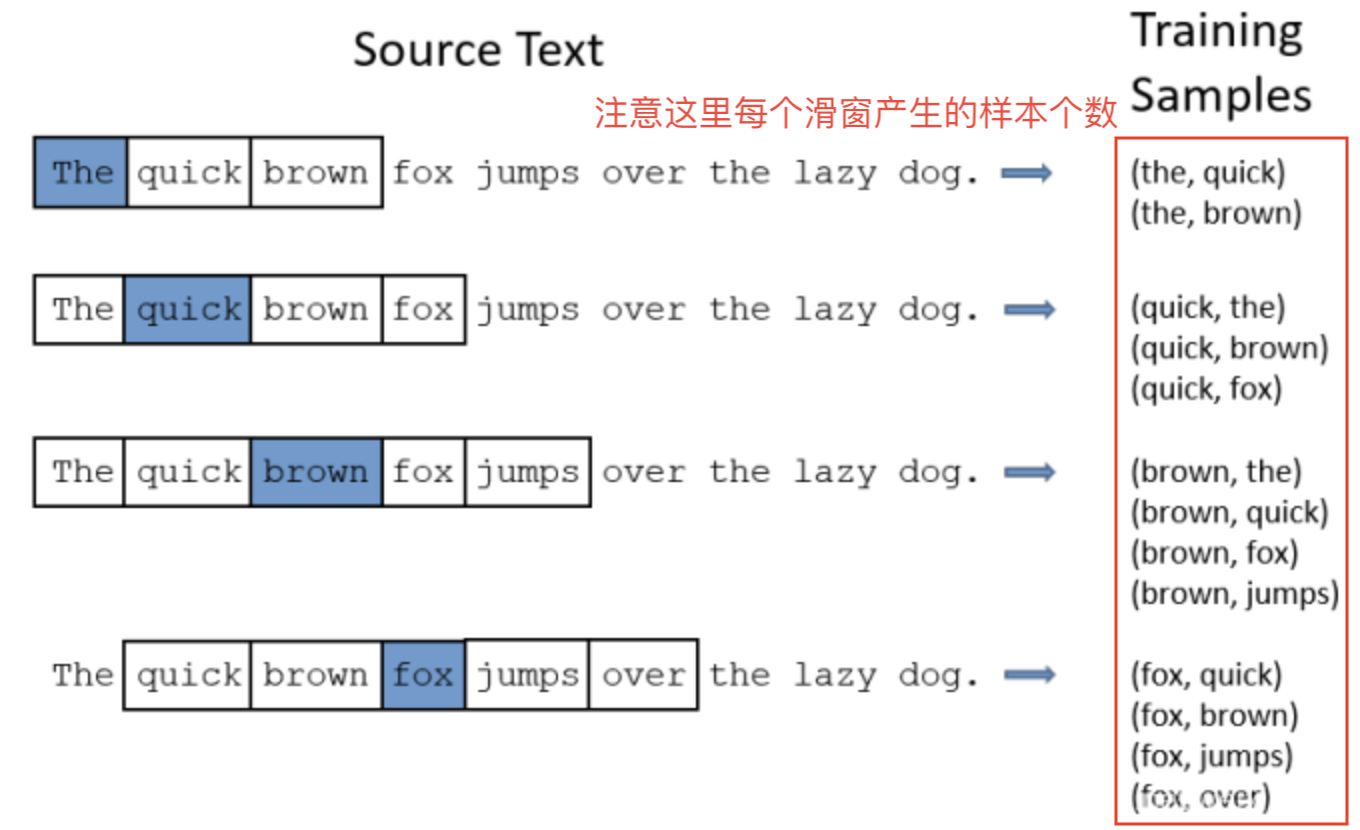 Source Text
Training
Samples
注意这里每个滑窗产生的样本个数
The quick brown fox jumps over the lazy dog.
(the, quick)
(the, brown)
The quick brown fox jumps over the lazy dog.
(quick, the)
(quick, brown)
(quick, fox)
The quick brown fox jumps over the lazy dog.
(brown, the)
(brown, quick)
(brown, fox)
(brown, jumps)
The quick brown fox jumps over the lazy dog.
(fox, quick)
(fox, brown)
(fox, jumps)
(fox, over)